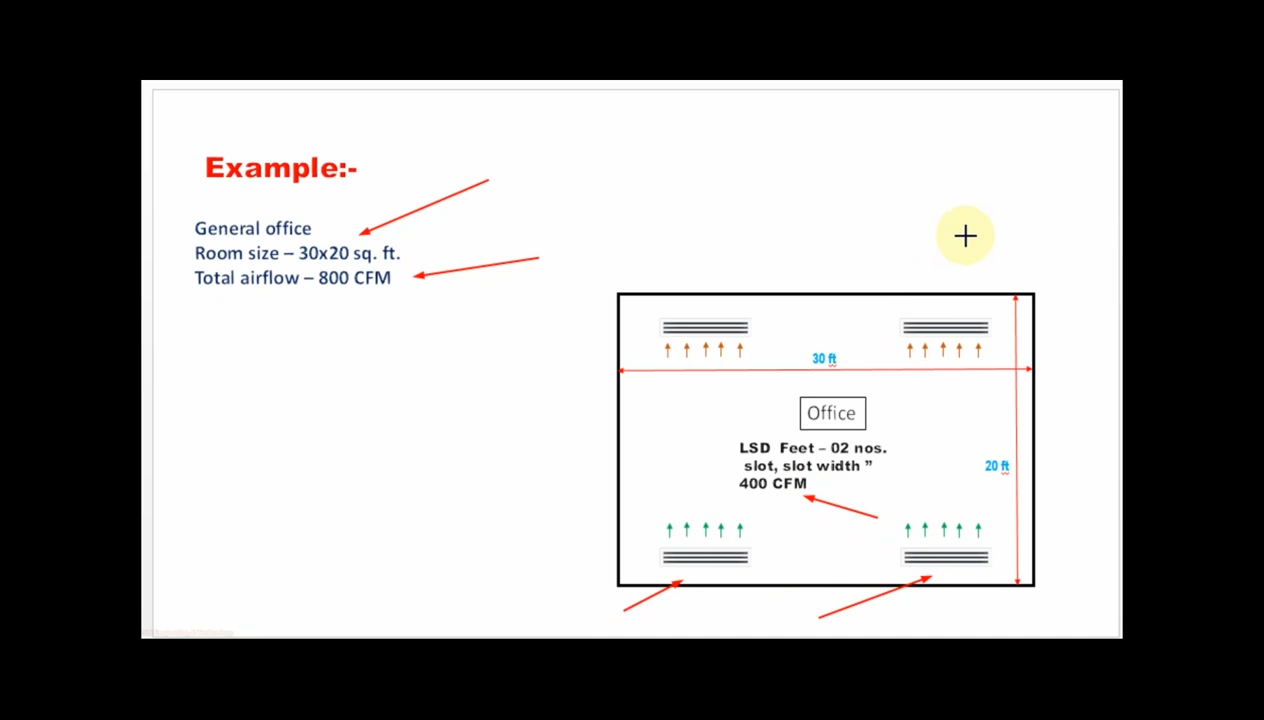 Example:-
General office
Room size – 30x20 sq. ft.
Total airflow – 800 CFM
30 ft
Office
LSD Feet – 02 nos.
slot, slot width ”
400 CFM
20 ft